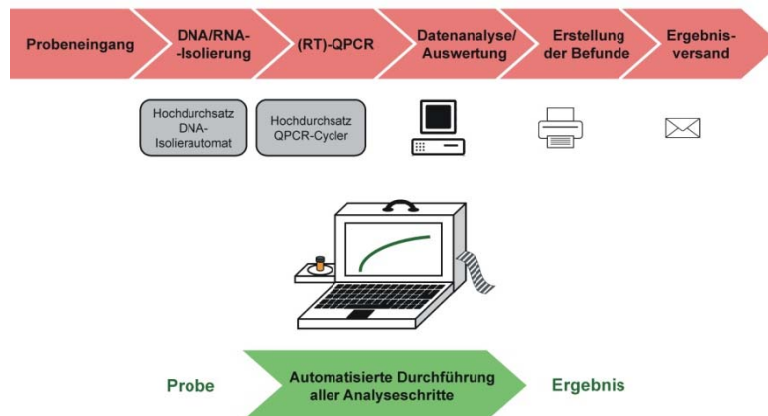 Probeneingang
DNA/RNA-
-Isolierung
(RT)-QPCR
Datenanalyse/
Auswertung
Erstellung
der Befunde
Ergebnis-
versand
Hochdurchsatz
DNA-
Isolierautomat
Hochdurchsatz
QPCR-Cycler
Probe
Automatisierte Durchführung
aller Analyseschritte
Ergebnis